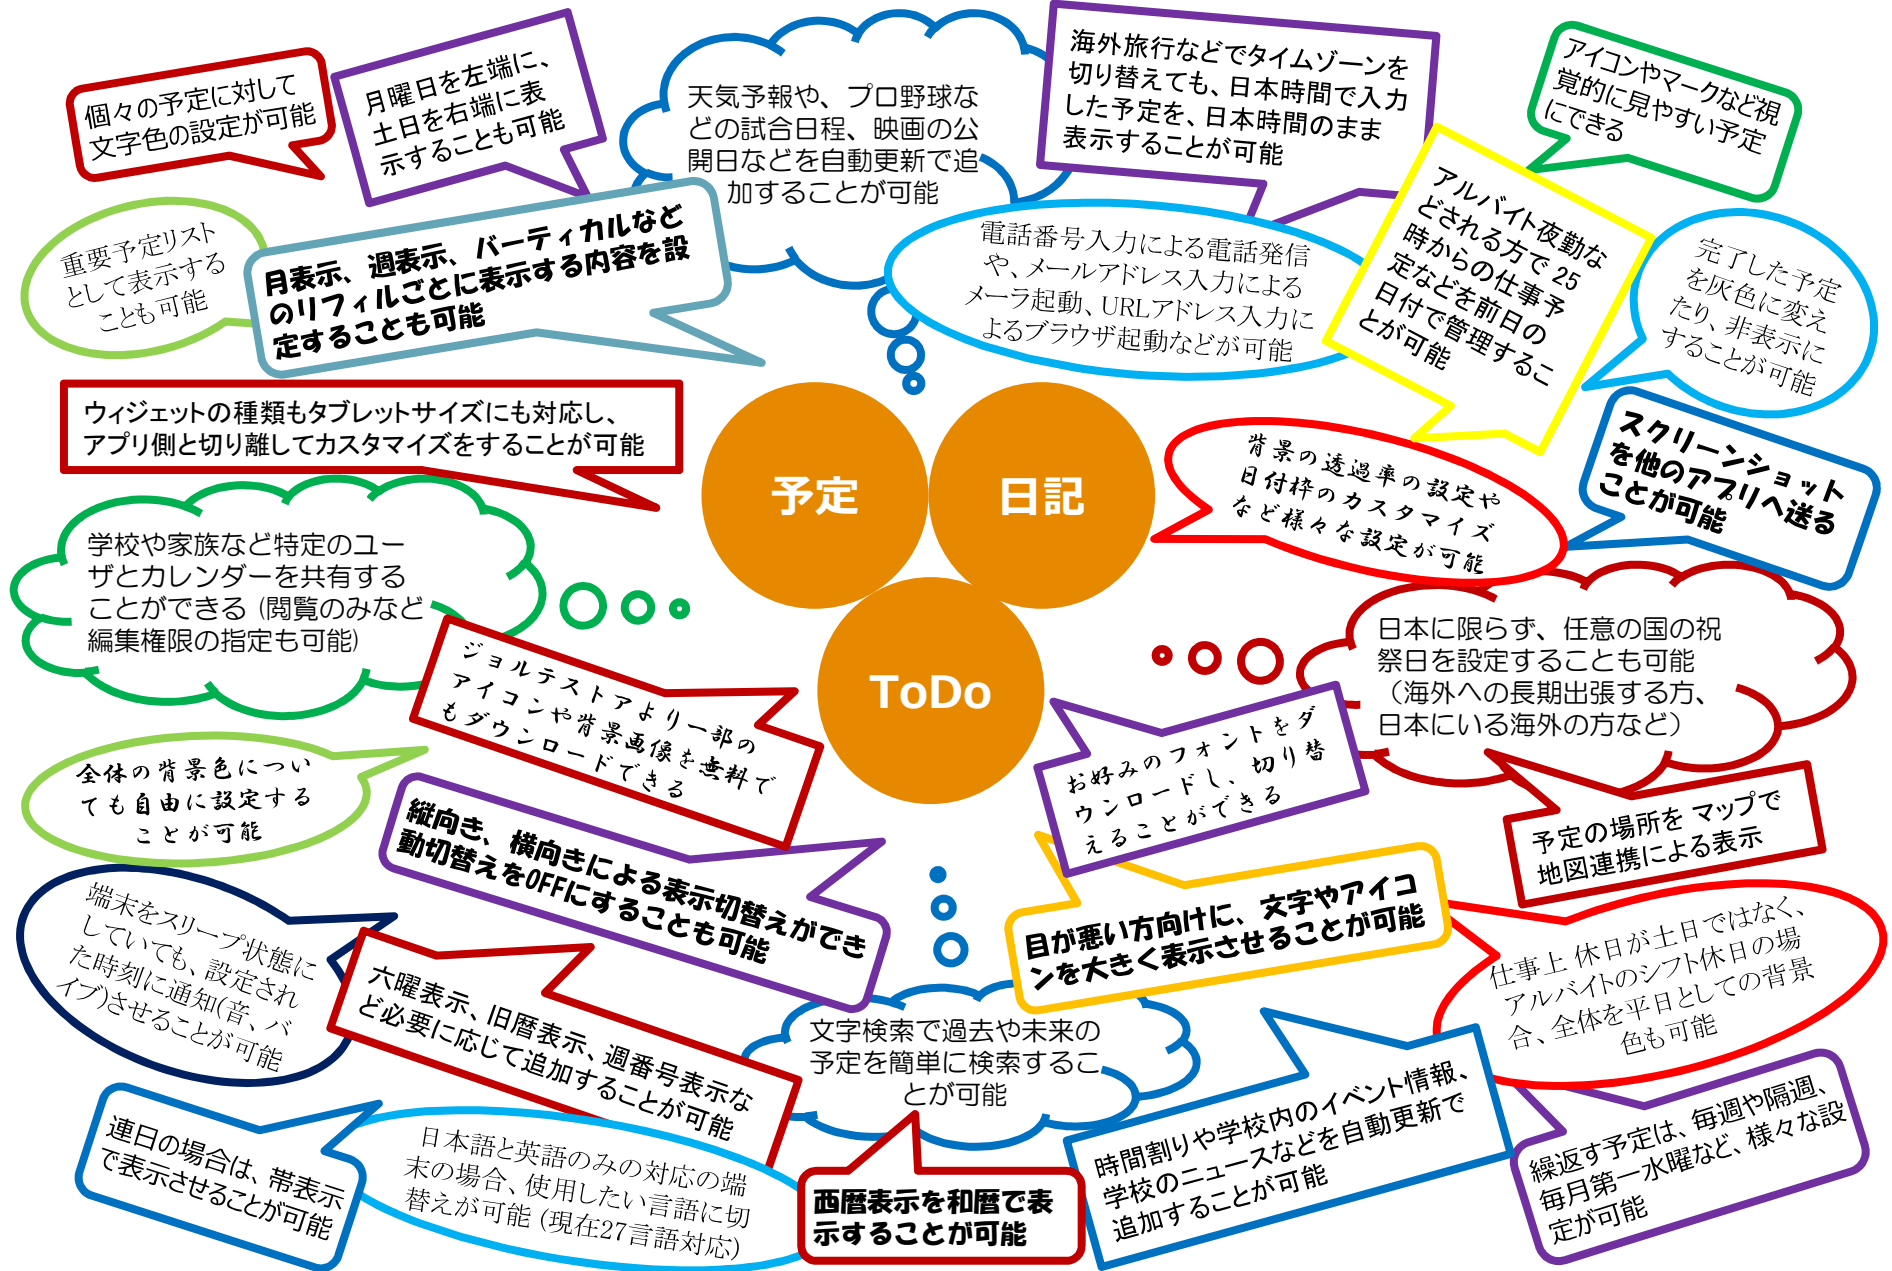 個々の予定に対して
文字色の設定が可能
月曜日を左端に、
土日を右端に表
示することも可能
天気予報や、プロ野球な
どの試合日程、映画の公
開日などを自動更新で追
加することが可能
海外旅行などでタイムゾーンを
切り替えても、日本時間で入力
した予定を、日本時間のまま
表示することが可能
アイコンやマークなど視
覚的に見やすい予定
にできる
重要予定リスト
として表示する
ことも可能
月表示、週表示、バーティカルなど
のリフィルごとに表示する内容を設
定することも可能
電話番号入力による電話発信
や、メールアドレス入力による
メーラ起動、URLアドレス入力に
よるブラウザ起動などが可能
アルバイト夜勤な
どされる方で 25
時からの仕事予
定などを前日の
日付で管理するこ
とが可能
完了した予定
を灰色に変え
たり、非表示に
することが可能
ウィジェットの種類もタブレットサイズにも対応し、
アプリ側と切り離してカスタマイズをすることが可能
予定
日記
ToDo
背景の透過率の設定や
日付枠のカスタマイズ
など様々な設定が可能
スクリーンショット
を他のアプリへ送る
ことが可能
学校や家族など特定のユー
ザとカレンダーを共有する
ことができる (閲覧のみなど
編集権限の指定も可能)
日本に限らず、任意の国の祝
祭日を設定することも可能
（海外への長期出張する方、
日本にいる海外の方など）
ジョルテストアより一部の
アイコンや背景画像を無料で
もダウンロードできる
お好みのフォントをダ
ウンロードし、切り替
えることができる
全体の背景色につい
ても自由に設定する
ことが可能
縦向き、横向きによる表示切替えができ
動切替えをOFFにすることも可能
予定の場所を マップで
地図連携による表示
目が悪い方向けに、文字やアイコ
ンを大きく表示させることが可能
端末をスリープ状態に
していても、設定され
た時刻に通知(音、バ
イブ)させることが可能
六曜表示、旧暦表示、週番号表示な
ど必要に応じて追加することが可能
文字検索で過去や未来の
予定を簡単に検索するこ
とが可能
仕事上 休日が土日ではなく、
アルバイトのシフト休日の場
合、全体を平日としての背景
色も可能
連日の場合は、帯表示
で表示させることが可能
日本語と英語のみの対応の端
末の場合、使用したい言語に切
替えが可能 (現在27言語対応)
西暦表示を和暦で表
示することが可能
時間割りや学校内のイベント情報、
学校のニュースなどを自動更新で
追加することが可能
繰返す予定は、毎週や隔週、
毎月第一水曜など、様々な設
定が可能